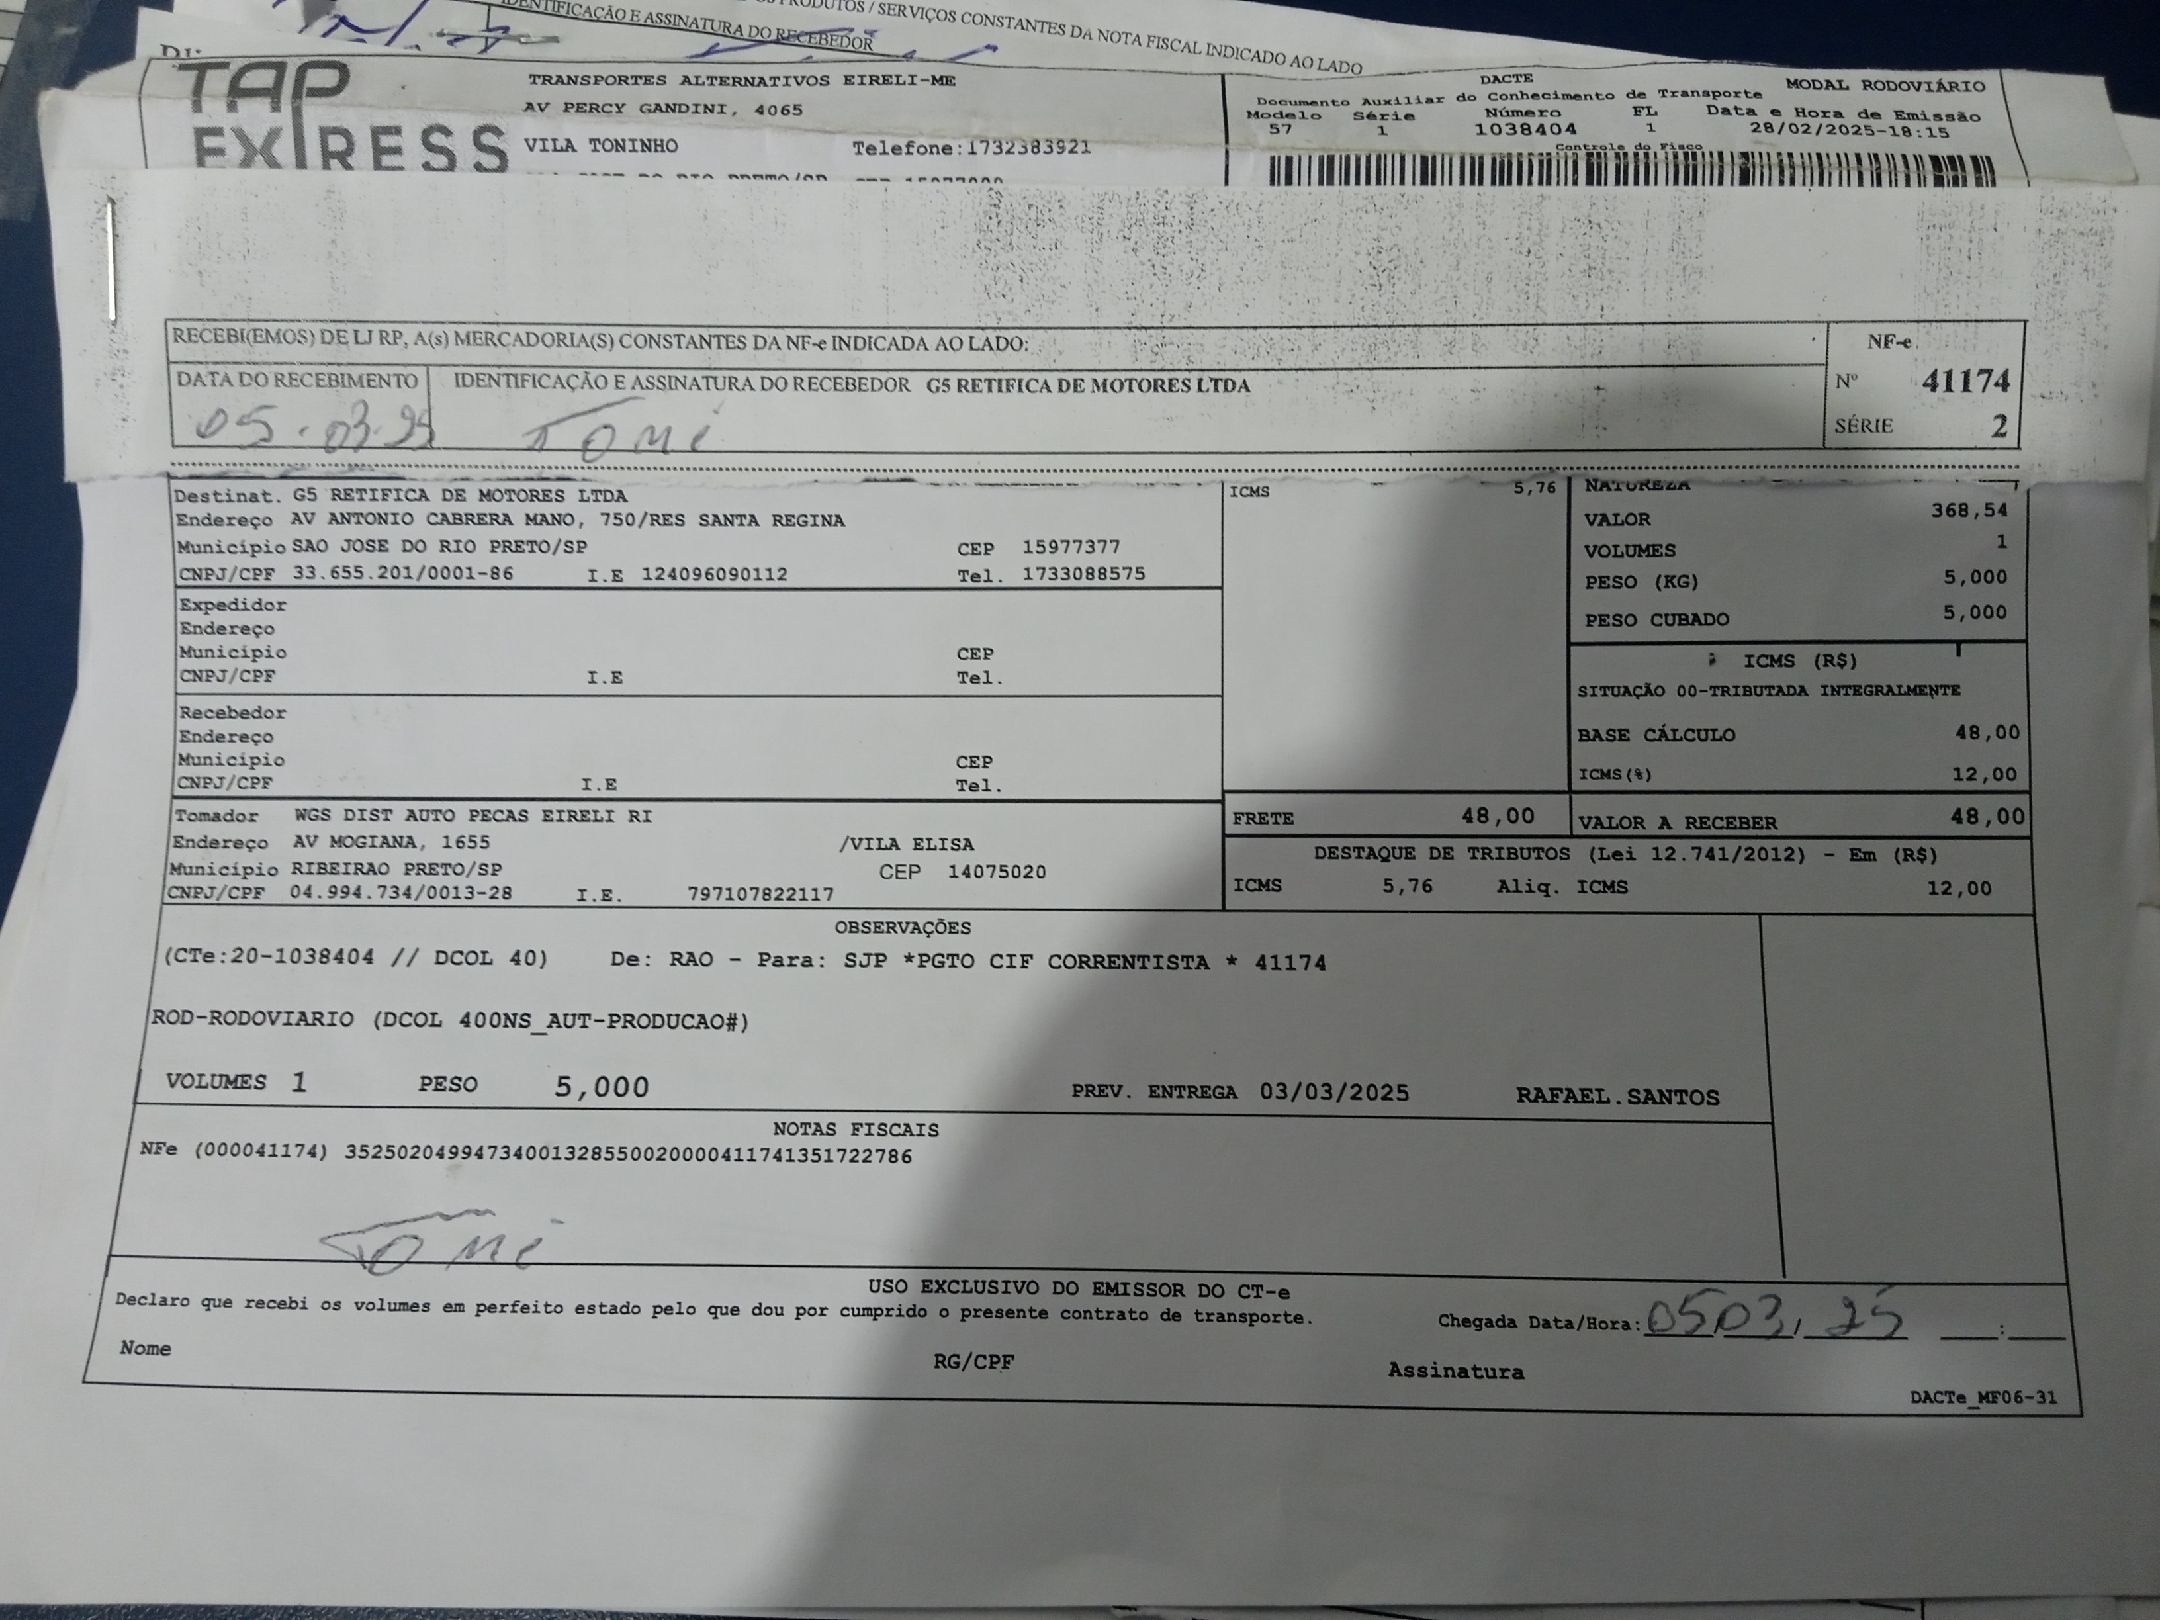 PRODUTOS / SERVIÇOS CONSTANTES DA NOTA FISCAL INDICADO AO LADO
IDENTIFICAÇÃO E ASSINATURA DO RECEBEDOR
TAP EXPRESS
TRANSPORTES ALTERNATIVOS EIRELI-ME
AV PERCY GANDINI, 4065
VILA TONINHO Telefone:1732383921
DACTE MODAL RODOVIÁRIO
Documento Auxiliar do Conhecimento de Transporte
Modelo Série Número FL Data e Hora de Emissão
57 1 1038404 1 28/02/2025-18:15
Controle do Fisco
RECEBI(EMOS) DE LJ RP, A(s) MERCADORIA(S) CONSTANTES DA NF-e INDICADA AO LADO:
NF-e
DATA DO RECEBIMENTO IDENTIFICAÇÃO E ASSINATURA DO RECEBEDOR G5 RETIFICA DE MOTORES LTDA
Nº 41174
05.03.25 Toni
SÉRIE 2
Destinat. G5 RETIFICA DE MOTORES LTDA
Endereço AV ANTONIO CABRERA MANO, 750/RES SANTA REGINA
Município SAO JOSE DO RIO PRETO/SP CEP 15977377
CNPJ/CPF 33.655.201/0001-86 I.E 124096090112 Tel. 1733088575
Expedidor
Endereço
Município CEP
CNPJ/CPF I.E Tel.
Recebedor
Endereço
Município CEP
CNPJ/CPF I.E Tel.
Tomador WGS DIST AUTO PECAS EIRELI RI
Endereço AV MOGIANA, 1655 /VILA ELISA
Município RIBEIRAO PRETO/SP CEP 14075020
CNPJ/CPF 04.994.734/0013-28 I.E. 797107822117
ICMS 5,76
NATUREZA
VALOR 368,54
VOLUMES 1
PESO (KG) 5,000
PESO CUBADO 5,000
ICMS (R$)
SITUAÇÃO 00-TRIBUTADA INTEGRALMENTE
BASE CÁLCULO 48,00
ICMS(%) 12,00
FRETE 48,00 VALOR A RECEBER 48,00
DESTAQUE DE TRIBUTOS (Lei 12.741/2012) - Em (R$)
ICMS 5,76 Aliq. ICMS 12,00
OBSERVAÇÕES
(CTe:20-1038404 // DCOL 40) De: RAO - Para: SJP *PGTO CIF CORRENTISTA * 41174
ROD-RODOVIARIO (DCOL 400NS_AUT-PRODUCAO#)
VOLUMES 1 PESO 5,000 PREV. ENTREGA 03/03/2025 RAFAEL.SANTOS
NOTAS FISCAIS
NFe (000041174) 35250204994734001328550020000411741351722786
Toni
USO EXCLUSIVO DO EMISSOR DO CT-e
Declaro que recebi os volumes em perfeito estado pelo que dou por cumprido o presente contrato de transporte.
Chegada Data/Hora: 05 03, 25 :
Nome RG/CPF Assinatura
DACTe_MF06-31